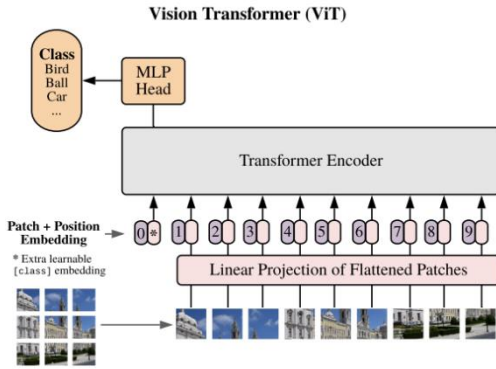 Vision Transformer (ViT)
Class
Bird
Ball
Car
...
MLP
Head
Transformer Encoder
Patch + Position
Embedding
0 * 1 2 3 4 5 6 7 8 9
* Extra learnable
[class] embedding
Linear Projection of Flattened Patches